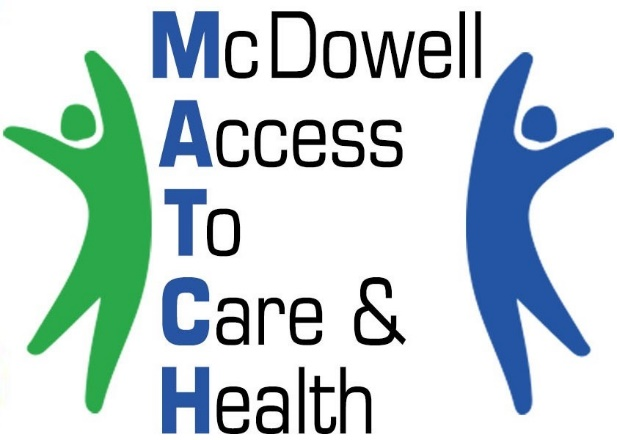 McDowell
Access
To
Care &
Health